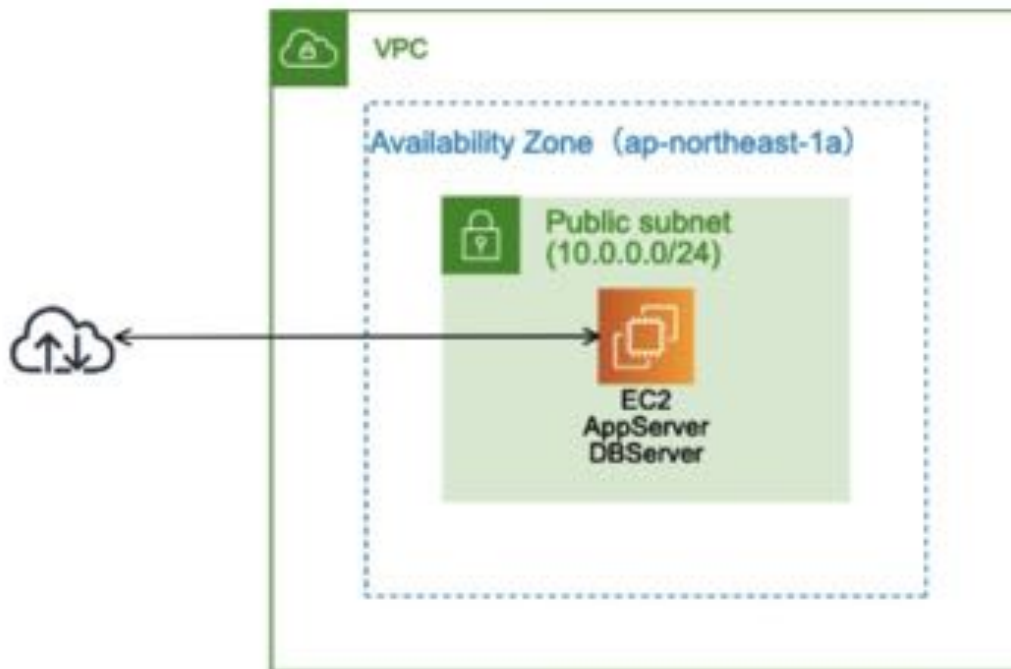 VPC
Availability Zone（ap-northeast-1a）
Public subnet
(10.0.0.0/24)
EC2
AppServer
DBServer